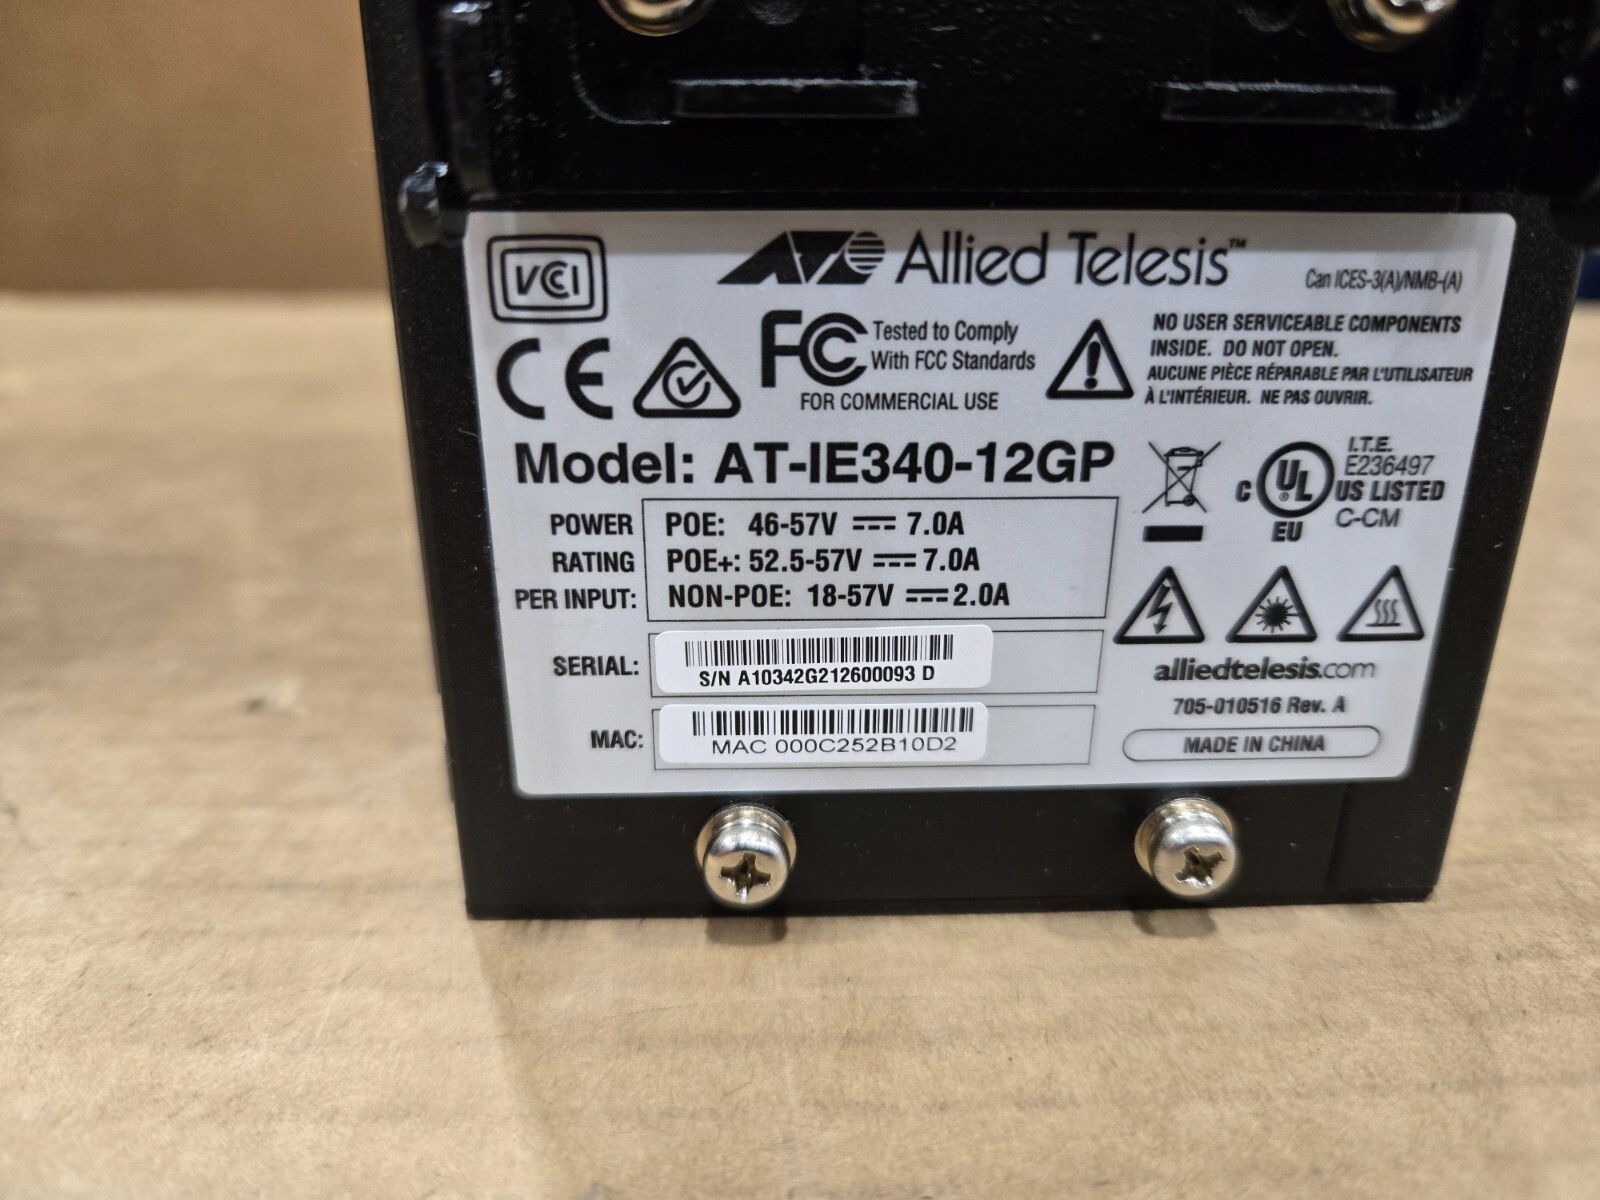 VCCI
Allied Telesis™
Can ICES-3(A)/NMB-(A)
CE
FC Tested to Comply
With FCC Standards
FOR COMMERCIAL USE
NO USER SERVICEABLE COMPONENTS
INSIDE. DO NOT OPEN.
AUCUNE PIÈCE RÉPARABLE PAR L'UTILISATEUR
À L'INTÉRIEUR. NE PAS OUVRIR.
Model: AT-IE340-12GP
POWER
RATING
PER INPUT:
POE: 46-57V 7.0A
POE+: 52.5-57V 7.0A
NON-POE: 18-57V 2.0A
C UL® US LISTED
EU
I.T.E.
E236497
C-CM
SERIAL:
S/N A10342G212600093 D
MAC:
MAC 000C252B10D2
alliedtelesis.com
705-010516 Rev. A
MADE IN CHINA